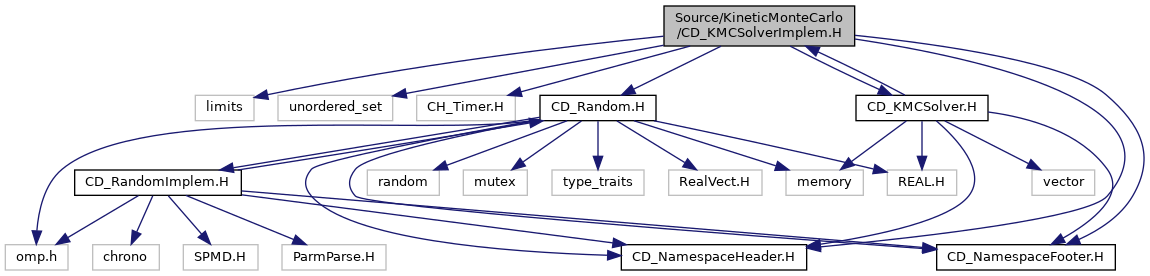 Source/KineticMonteCarlo
/CD_KMCSolverImplem.H
limits
unordered_set
CH_Timer.H
CD_Random.H
CD_KMCSolver.H
CD_RandomImplem.H
random
mutex
type_traits
RealVect.H
memory
REAL.H
vector
omp.h
chrono
SPMD.H
ParmParse.H
CD_NamespaceHeader.H
CD_NamespaceFooter.H